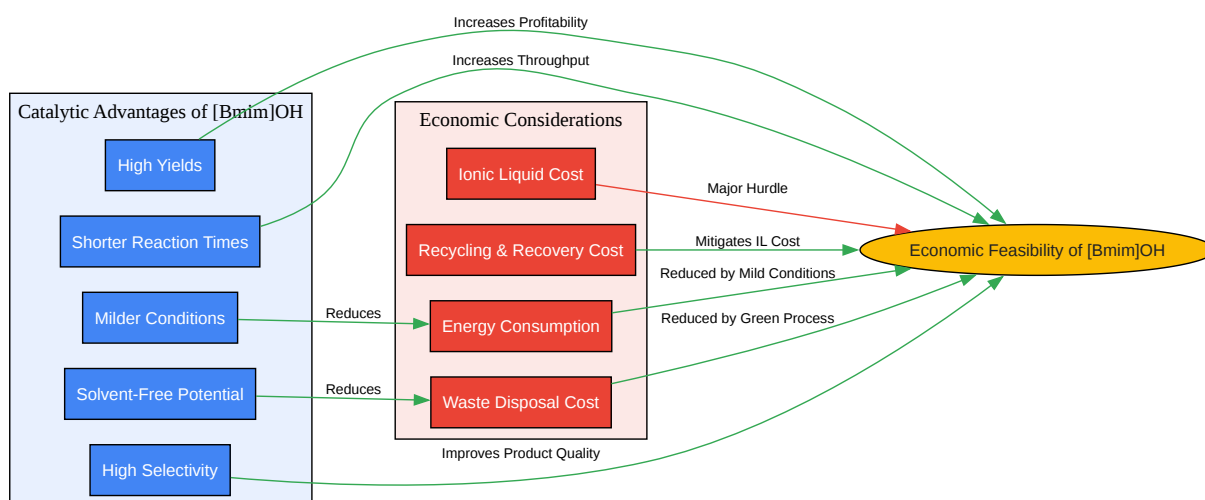 Increases Profitability
Increases Throughput
Catalytic Advantages of [Bmim]OH
High Yields
Shorter Reaction Times
Milder Conditions
Solvent-Free Potential
High Selectivity
Reduces
Reduces
Economic Considerations
Ionic Liquid Cost
Recycling & Recovery Cost
Energy Consumption
Waste Disposal Cost
Major Hurdle
Mitigates IL Cost
Reduced by Mild Conditions
Reduced by Green Process
Improves Product Quality
Economic Feasibility of [Bmim]OH